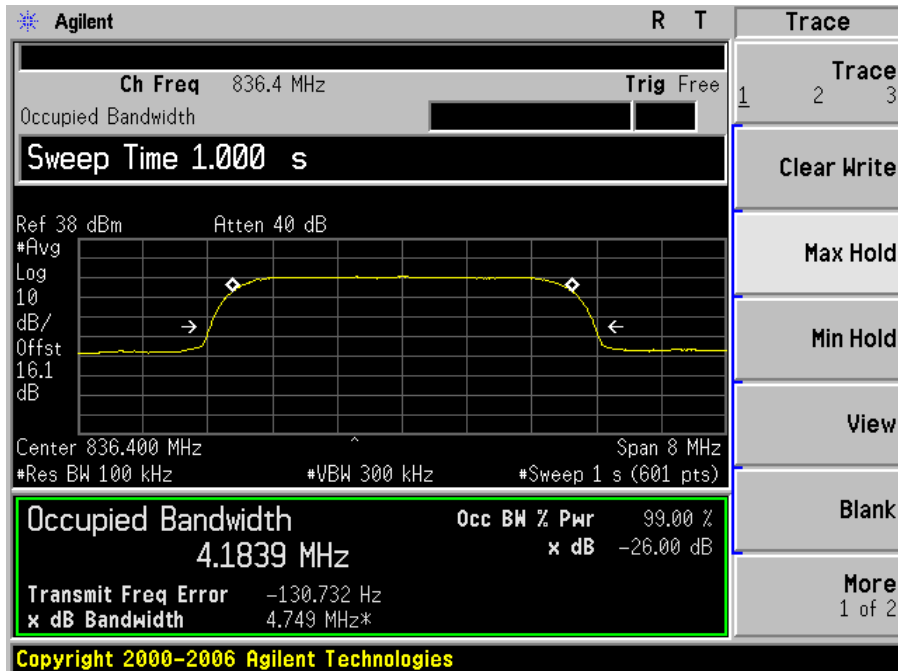 Agilent R T Trace
Ch Freq 836.4 MHz Trig Free
Occupied Bandwidth
Sweep Time 1.000 s
Ref 38 dBm Atten 40 dB
#Avg
Log
10
dB/
Offst
16.1
dB
Center 836.400 MHz Span 8 MHz
#Res BW 100 kHz #VBW 300 kHz #Sweep 1 s (601 pts)
Occupied Bandwidth Occ BW % Pwr 99.00 %
4.1839 MHz x dB -26.00 dB
Transmit Freq Error -130.732 Hz
x dB Bandwidth 4.749 MHz*
Trace
1 2 3
Clear Write
Max Hold
Min Hold
View
Blank
More
1 of 2
Copyright 2000-2006 Agilent Technologies